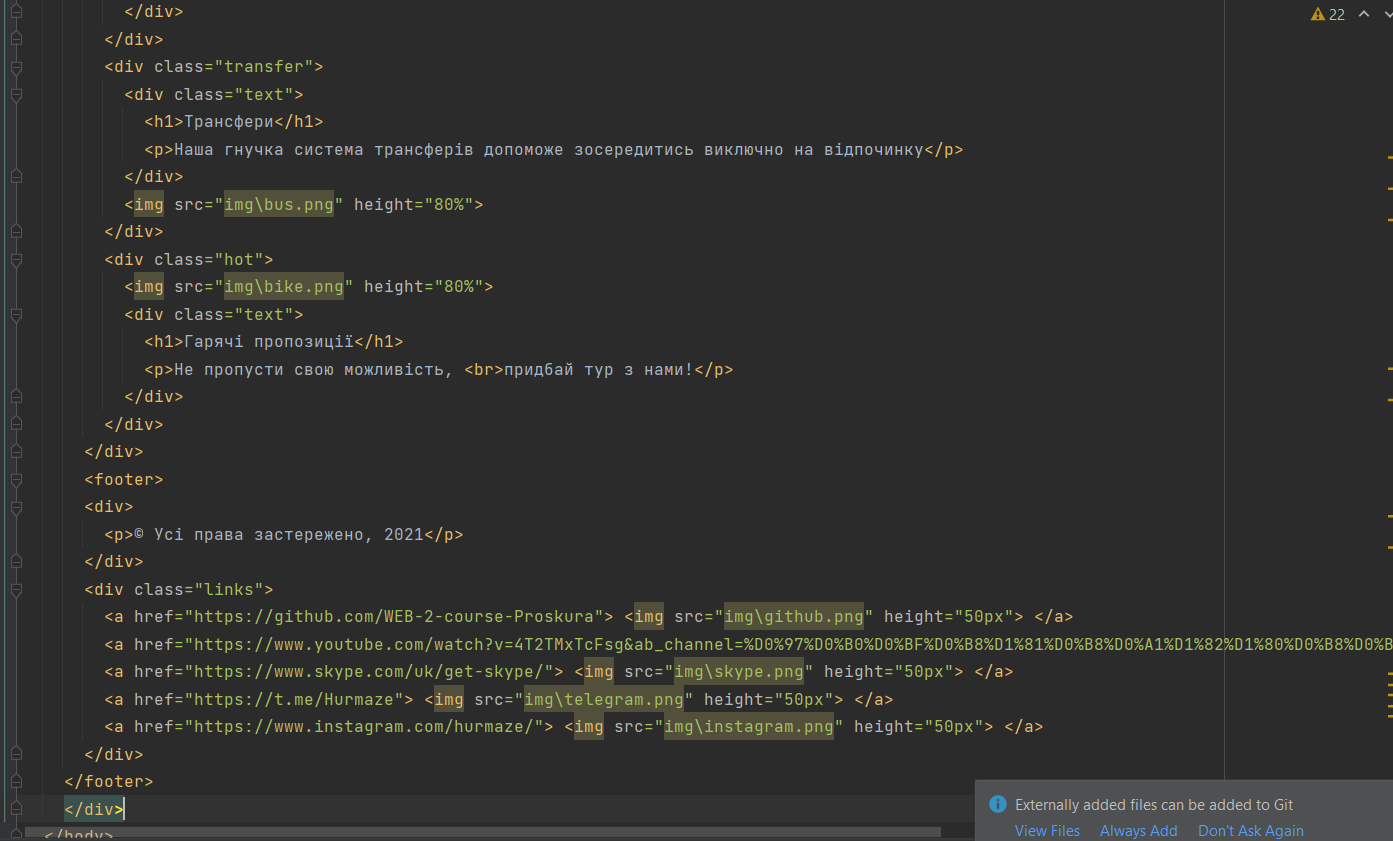 </div>
22
</div>
<div class="transfer">
<div class="text">
<h1>Трансфери</h1>
<p>Наша гнучка система трансферів допоможе зосередитись виключно на відпочинку</p>
</div>
<img src="img\bus.png" height="80%">
</div>
<div class="hot">
<img src="img\bike.png" height="80%">
<div class="text">
<h1>Гарячі пропозиції</h1>
<p>Не пропусти свою можливість, <br>придбай тур з нами!</p>
</div>
</div>
</div>
<footer>
<div>
<p>© Усі права застережено, 2021</p>
</div>
<div class="links">
<a href="https://github.com/WEB-2-course-Proskura"> <img src="img\github.png" height="50px"> </a>
<a href="https://www.youtube.com/watch?v=4T2TMxTcFsg&ab_channel=%D0%97%D0%B0%D0%BF%D0%B8%D1%81%D0%B8%D0%A1%D1%82%D1%80%D0%B8%D0%B
<a href="https://www.skype.com/uk/get-skype/"> <img src="img\skype.png" height="50px"> </a>
<a href="https://t.me/Hurmaze"> <img src="img\telegram.png" height="50px"> </a>
<a href="https://www.instagram.com/hurmaze/"> <img src="img\instagram.png" height="50px"> </a>
</div>
</footer>
</div>
</body>
Externally added files can be added to Git
View Files Always Add Don't Ask Again